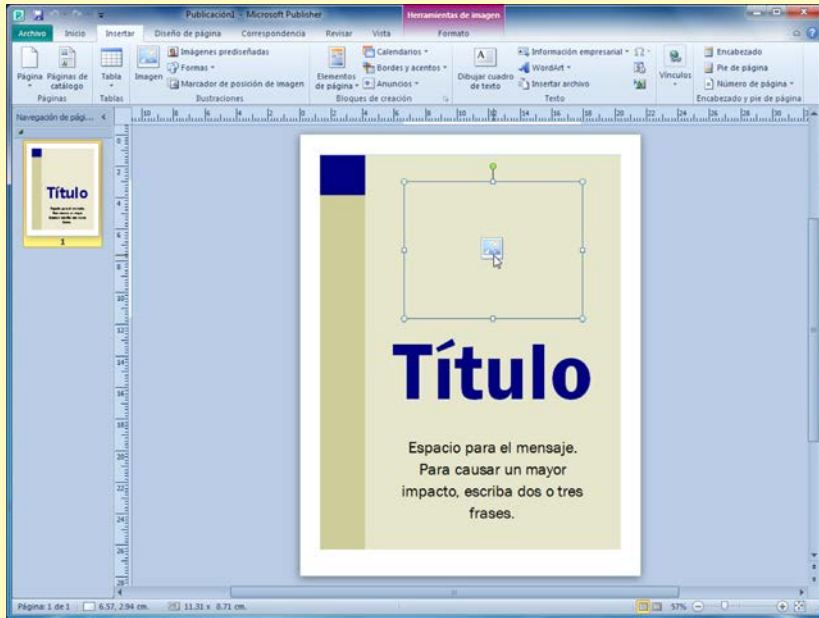 Publicación1 - Microsoft Publisher
Herramientas de imagen
Archivo Inicio Insertar Diseño de página Correspondencia Revisar Vista Formato
Página
Páginas de catálogo
Páginas
Tabla
Tablas
Imagen
Imágenes prediseñadas
Formas
Marcador de posición de imagen
Ilustraciones
Elementos de página
Calendarios
Bordes y acentos
Anuncios
Bloques de creación
Dibujar cuadro de texto
Información empresarial
WordArt
Insertar archivo
Texto
Vínculos
Encabezado
Pie de página
Número de página
Encabezado y pie de página
Navegación de pági...
Título
1
Título
Espacio para el mensaje.
Para causar un mayor
impacto, escriba dos o tres
frases.
Página: 1 de 1 6.57, 2.94 cm. 11.31 x 8.71 cm. 57%